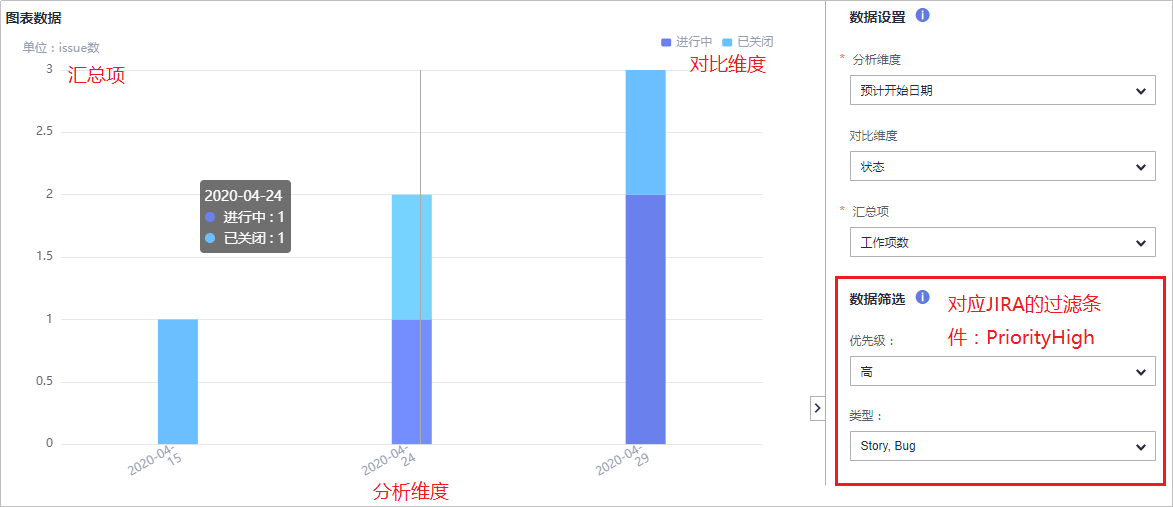 图表数据
单位：issue数
进行中 已关闭
汇总项
对比维度
3
2.5
2
1.5
1
0.5
0
2020-04-24
进行中 : 1
已关闭 : 1
2020-04-
15
2020-04-
24
2020-04-
29
分析维度
数据设置
* 分析维度
预计开始日期
对比维度
状态
* 汇总项
工作项数
数据筛选
对应JIRA的过滤条
件：PriorityHigh
优先级：
高
类型：
Story, Bug